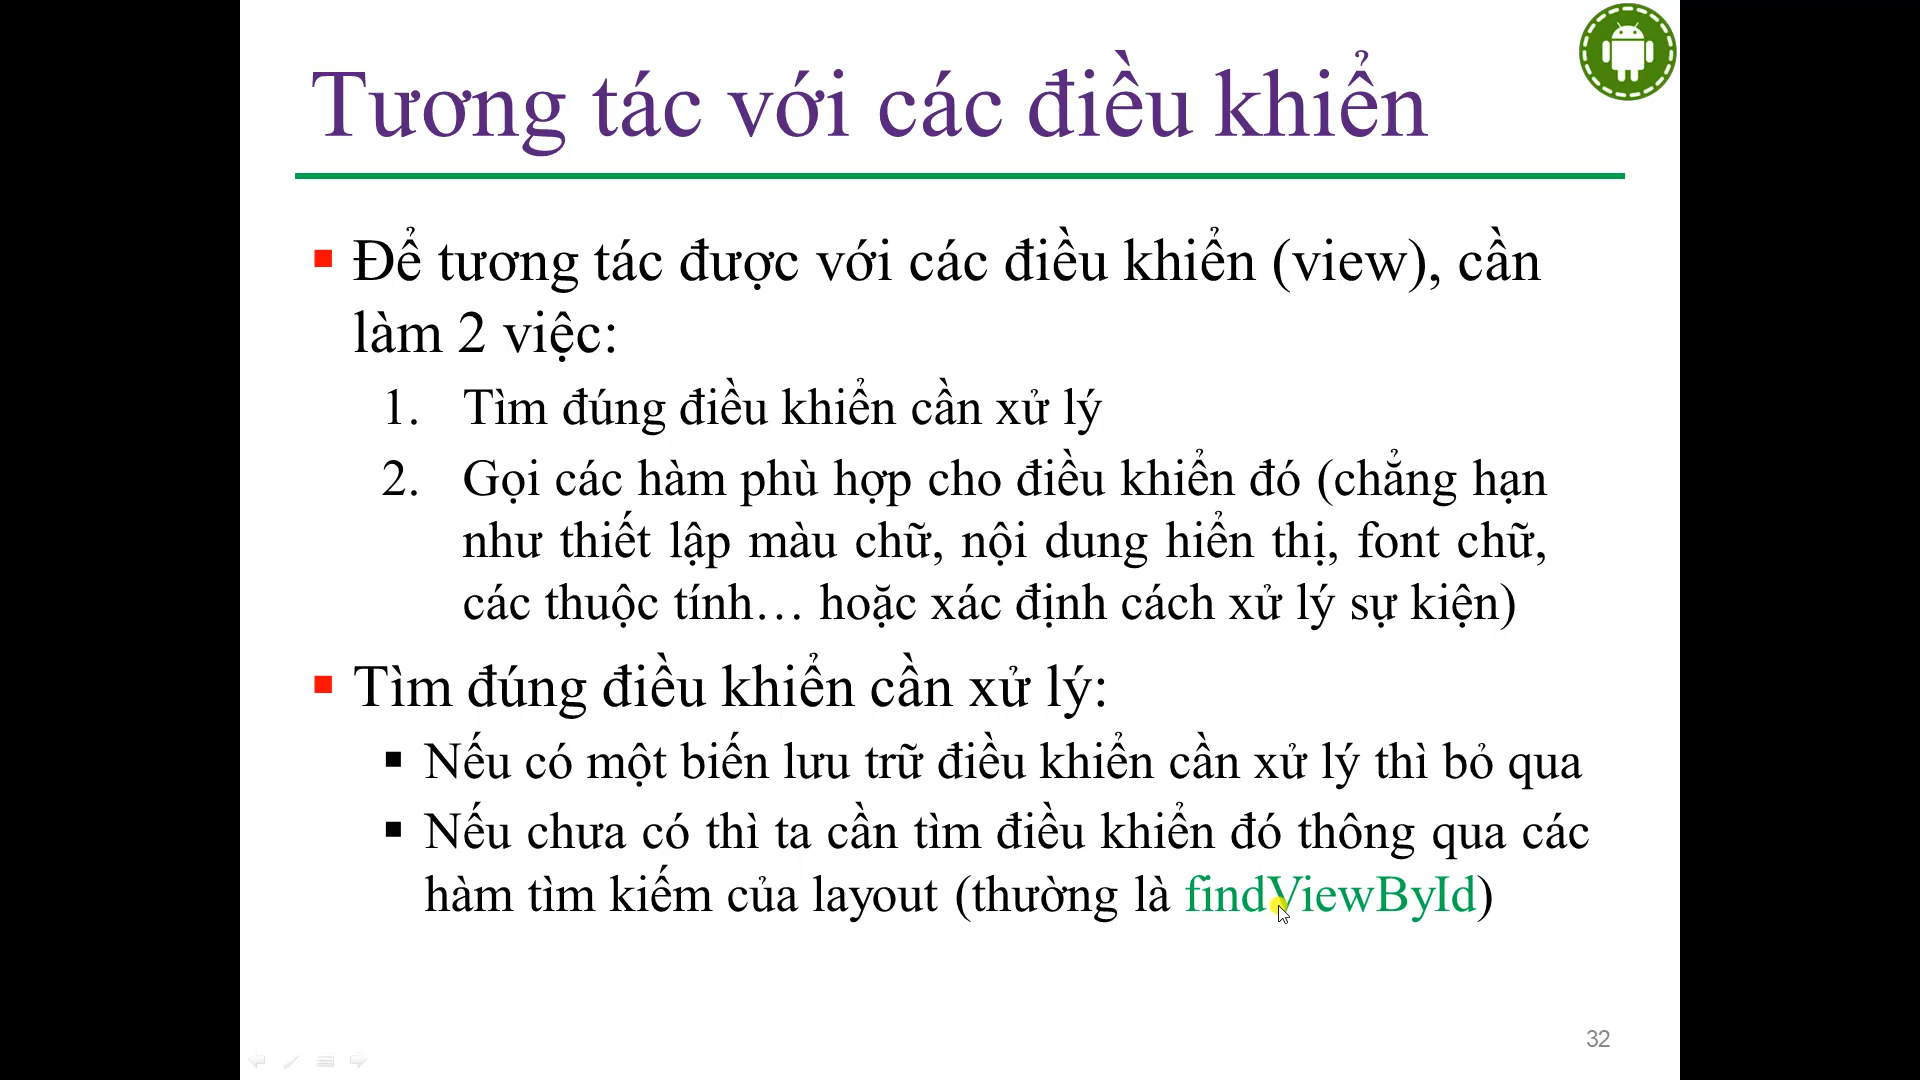 Tương tác với các điều khiển
Để tương tác được với các điều khiển (view), cần
làm 2 việc:
1. Tìm đúng điều khiển cần xử lý
2. Gọi các hàm phù hợp cho điều khiển đó (chẳng hạn
như thiết lập màu chữ, nội dung hiển thị, font chữ,
các thuộc tính… hoặc xác định cách xử lý sự kiện)
Tìm đúng điều khiển cần xử lý:
Nếu có một biến lưu trữ điều khiển cần xử lý thì bỏ qua
Nếu chưa có thì ta cần tìm điều khiển đó thông qua các
hàm tìm kiếm của layout (thường là findViewById)
32